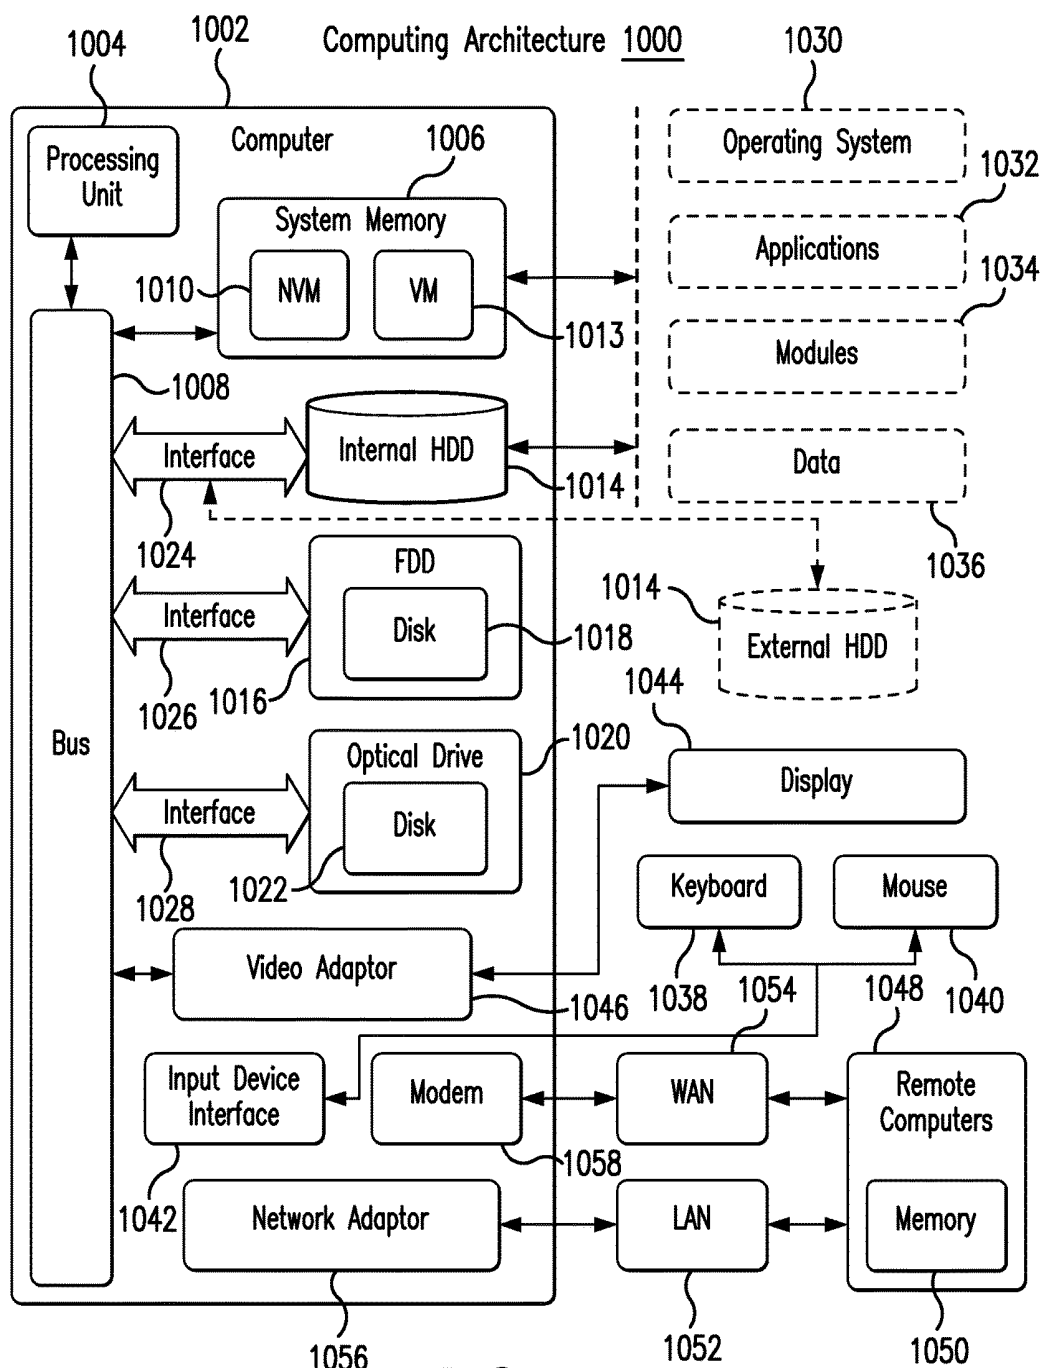 Computing Architecture 1000
1002
1004
Computer
Processing
Unit
1006
System Memory
1010
NVM
VM
1013
1030
Operating System
1032
Applications
1034
Modules
Data
1036
1008
Interface
1024
Internal HDD
1014
1014
External HDD
FDD
Disk
1018
Interface
1026
1016
Bus
Optical Drive
1020
Disk
1022
Interface
1028
1044
Display
Keyboard
1038
Mouse
1040
Video Adaptor
1046
Input Device
Interface
1042
Modem
1058
1054
WAN
1048
Remote
Computers
Memory
1050
Network Adaptor
1056
LAN
1052